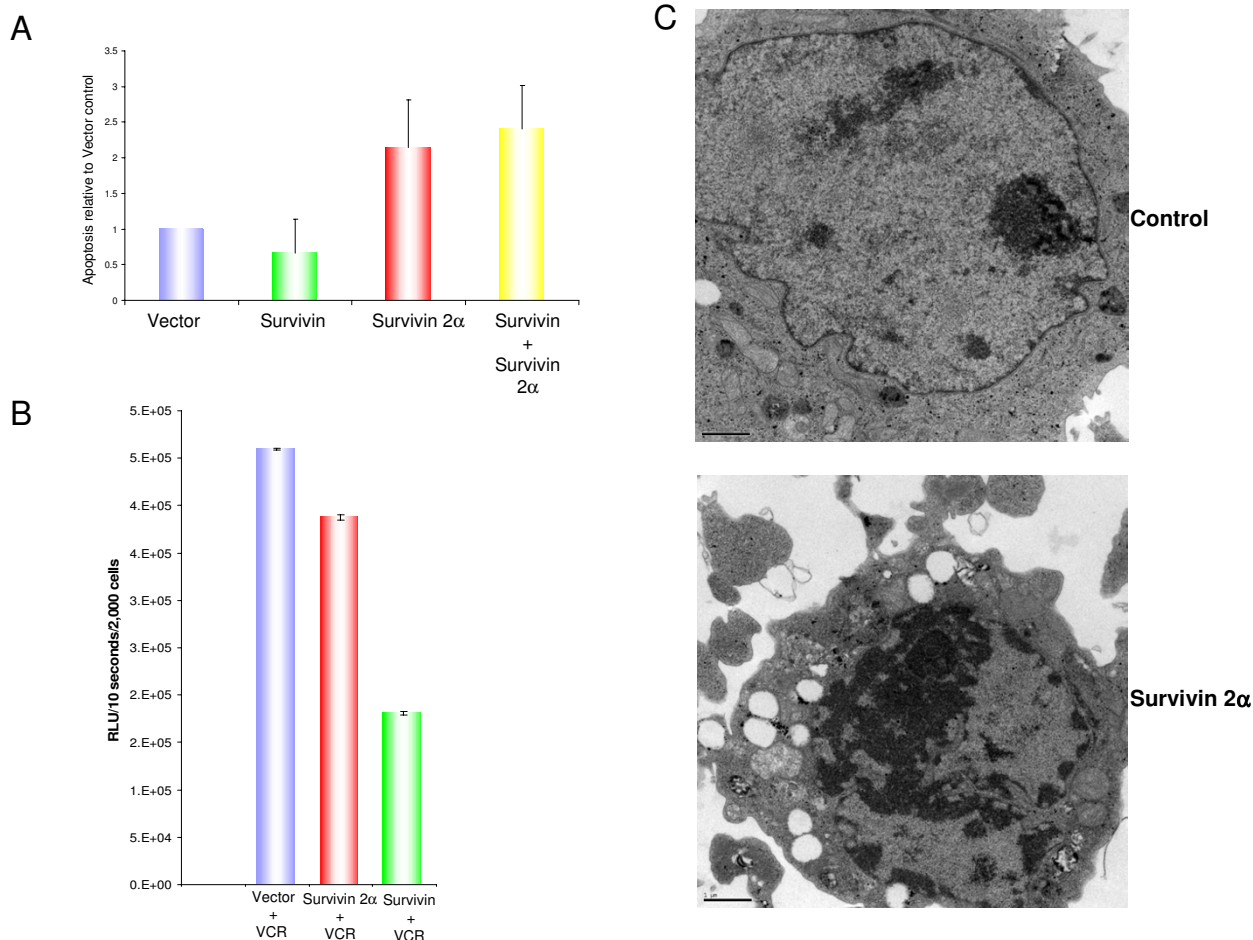 A
Apoptosis relative to Vector control
3.5
3
2.5
2
1.5
1
0.5
0
Vector
Survivin
Survivin 2α
Survivin
+
Survivin
2α
B
RLU/10 seconds/2,000 cells
5.E+05
5.E+05
4.E+05
4.E+05
3.E+05
3.E+05
2.E+05
2.E+05
1.E+05
5.E+04
0.E+00
Vector
+
VCR
Survivin 2α
+
VCR
Survivin
+
VCR
C
Control
Survivin 2α
1 µm